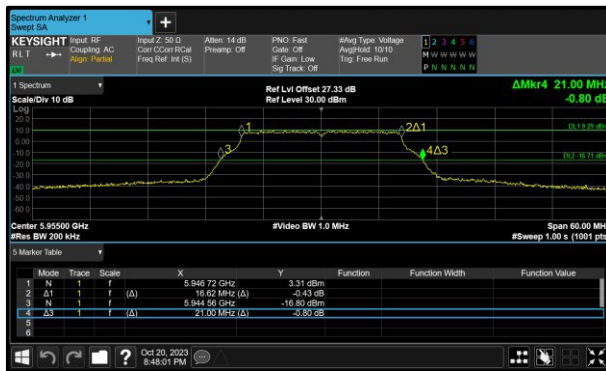 Spectrum Analyzer 1
Swept SA
KEYSIGHT Input: RF Input Z: 50 Ω Atten: 14 dB PNO: Fast #Avg Type: Voltage 1 2 3 4 5 6
RLT Coupling: AC Corr CCorr RCal Preamp: Off Gate: Off Avg|Hold: 10/10 M W W W W W
Align: Partial Freq Ref: Int (S) IF Gain: Low Trig: Free Run
Sig Track: Off P N N N N N
1 Spectrum Ref Lvl Offset 27.33 dB ΔMkr4 21.00 MHz
Scale/Div 10 dB Ref Level 30.00 dBm -0.80 dB
Log
20.0
10.0 1 2Δ1 DL1 9.29 dBm
0.00
-10.0 3 4Δ3 DL2 -16.71 dBm
-20.0
-30.0
-40.0
-50.0
-60.0
Center 5.95500 GHz #Video BW 1.0 MHz Span 60.00 MHz
#Res BW 200 kHz #Sweep 1.00 s (1001 pts
5 Marker Table
Mode Trace Scale X Y Function Function Width Function Value
1 N 1 f 5.946 72 GHz 3.31 dBm
2 Δ1 1 f (Δ) 16.62 MHz (Δ) -0.43 dB
3 N 1 f 5.944 56 GHz -16.80 dBm
4 Δ3 1 f (Δ) 21.00 MHz (Δ) -0.80 dB
5
6
? Oct 20, 2023
8:48:01 PM